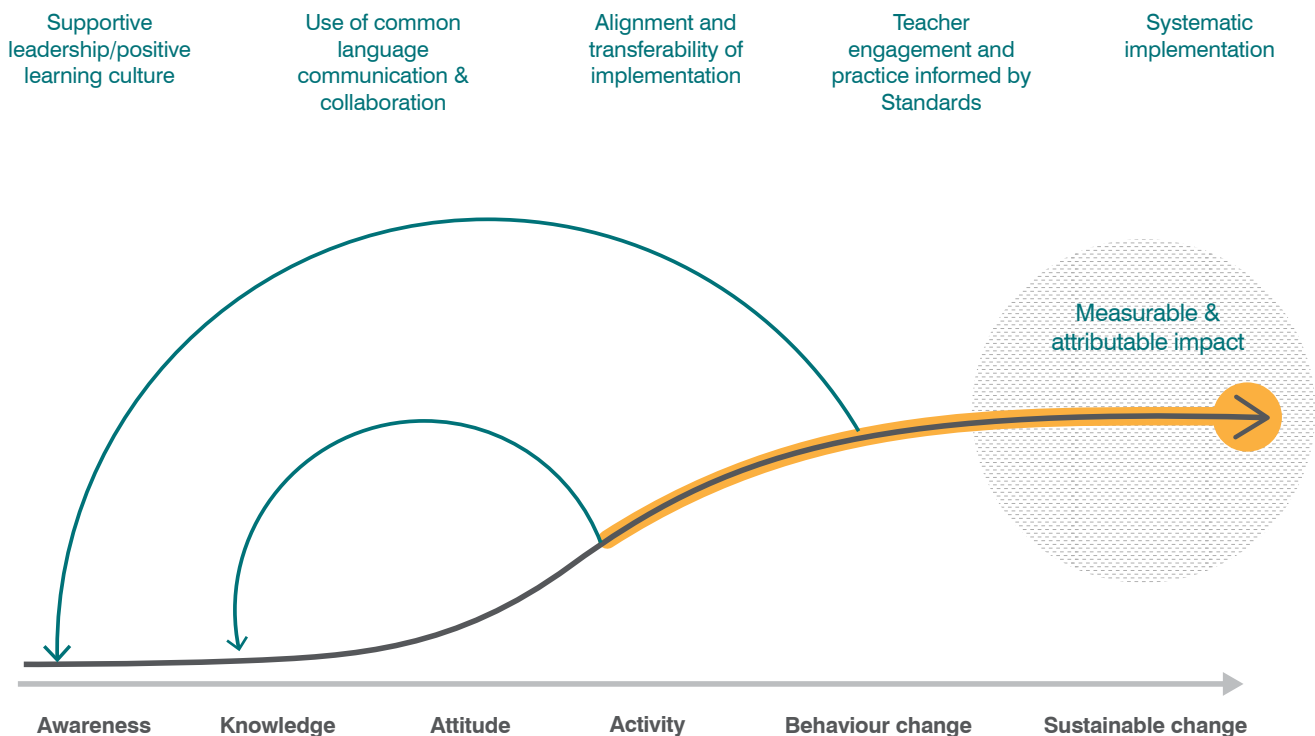 Supportive
leadership/positive
learning culture
Use of common
language
communication &
collaboration
Alignment and
transferability of
implementation
Teacher
engagement and
practice informed by
Standards
Systematic
implementation
Measurable &
attributable impact
Awareness
Knowledge
Attitude
Activity
Behaviour change
Sustainable change